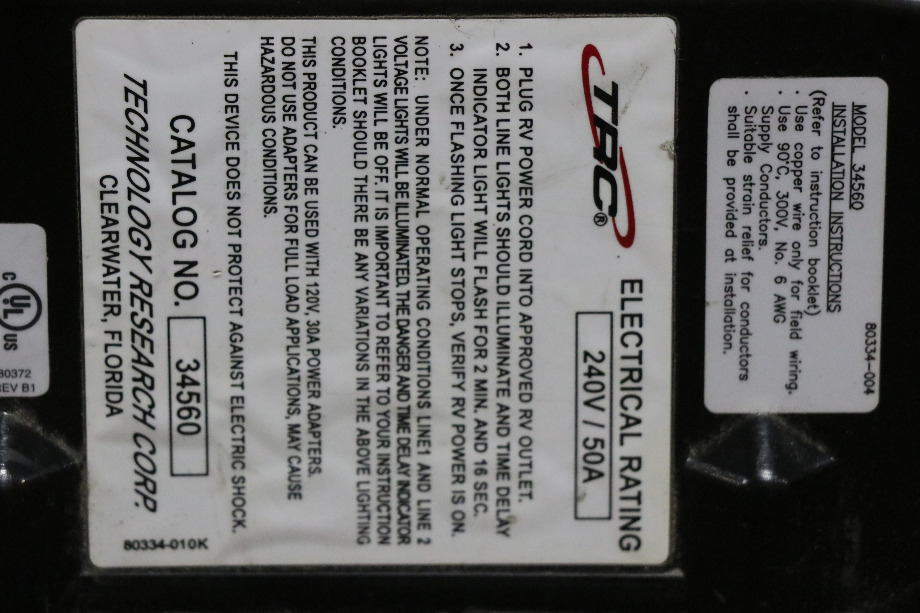 MODEL 34560
80334-004
INSTALLATION INSTRUCTIONS
(Refer to instruction booklet)
· Use copper wire only for field wiring.
· Use 90°C, 300V, No. 6 AWG
Supply Conductors.
· Suitable strain relief for conductors
shall be provided at installation.
TRC®
ELECTRICAL RATING
240V / 50A
1. PLUG RV POWER CORD INTO APPROVED RV OUTLET.
2. BOTH LINE LIGHTS SHOULD ILLUMINATE AND TIME DELAY
INDICATOR LIGHT WILL FLASH FOR 2 MIN. AND 16 SEC.
3. ONCE FLASHING LIGHT STOPS, VERIFY RV POWER IS ON.
NOTE: UNDER NORMAL OPERATING CONDITIONS LINE1 AND LINE 2
VOLTAGE LIGHTS WILL BE ILLUMINATED, THE DANGER AND TIME DELAY INDICATOR
LIGHTS WILL BE OFF. IT IS IMPORTANT TO REFER TO YOUR INSTRUCTION
BOOKLET SHOULD THERE BE ANY VARIATIONS IN THE ABOVE LIGHTING
CONDITIONS.
THIS PRODUCT CAN BE USED WITH 120V, 30A POWER ADAPTERS.
DO NOT USE ADAPTERS FOR FULL LOAD APPLICATIONS, MAY CAUSE
HAZARDOUS CONDITIONS.
THIS DEVICE DOES NOT PROTECT AGAINST ELECTRIC SHOCK.
CATALOG NO. 34560
TECHNOLOGY RESEARCH CORP.
CLEARWATER, FLORIDA
80334-010K
C UL US
80372
REV B1